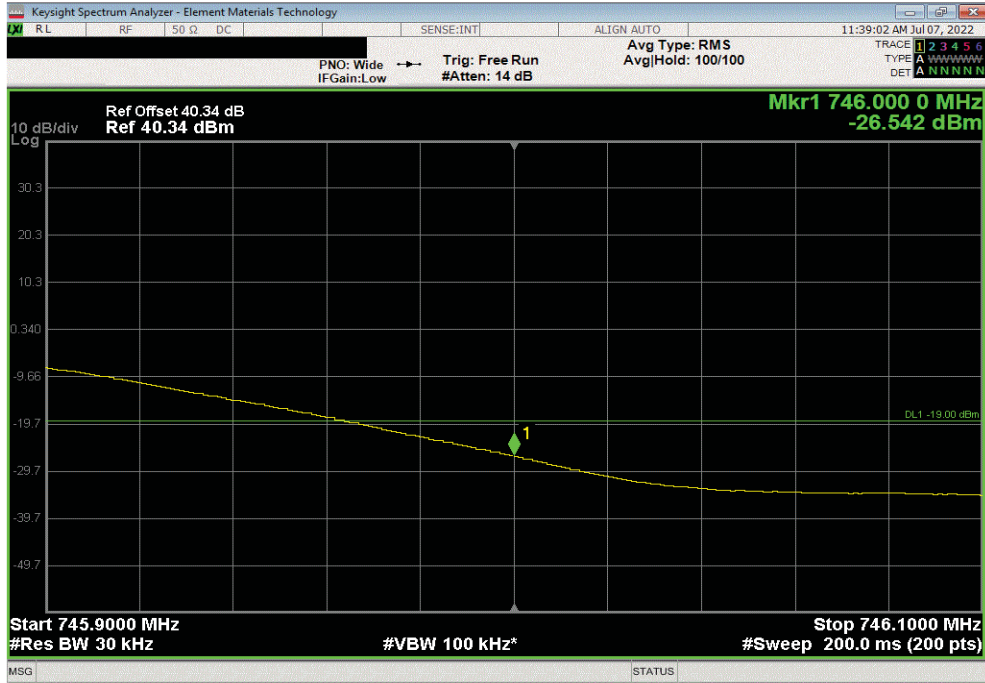 Keysight Spectrum Analyzer - Element Materials Technology
LXI RL RF 50 Ω DC SENSE:INT ALIGN AUTO 11:39:02 AM Jul 07, 2022
PNO: Wide Trig: Free Run Avg Type: RMS TRACE 1 2 3 4 5 6
IFGain:Low #Atten: 14 dB Avg|Hold: 100/100 TYPE A WWWWW
DET A N N N N N
Mkr1 746.000 0 MHz
-26.542 dBm
Ref Offset 40.34 dB
10 dB/div Ref 40.34 dBm
Log
30.3
20.3
10.3
0.340
-9.66
DL1 -19.00 dBm
-19.7
1
-29.7
-39.7
-49.7
Start 745.9000 MHz Stop 746.1000 MHz
#Res BW 30 kHz #VBW 100 kHz* #Sweep 200.0 ms (200 pts)
MSG STATUS